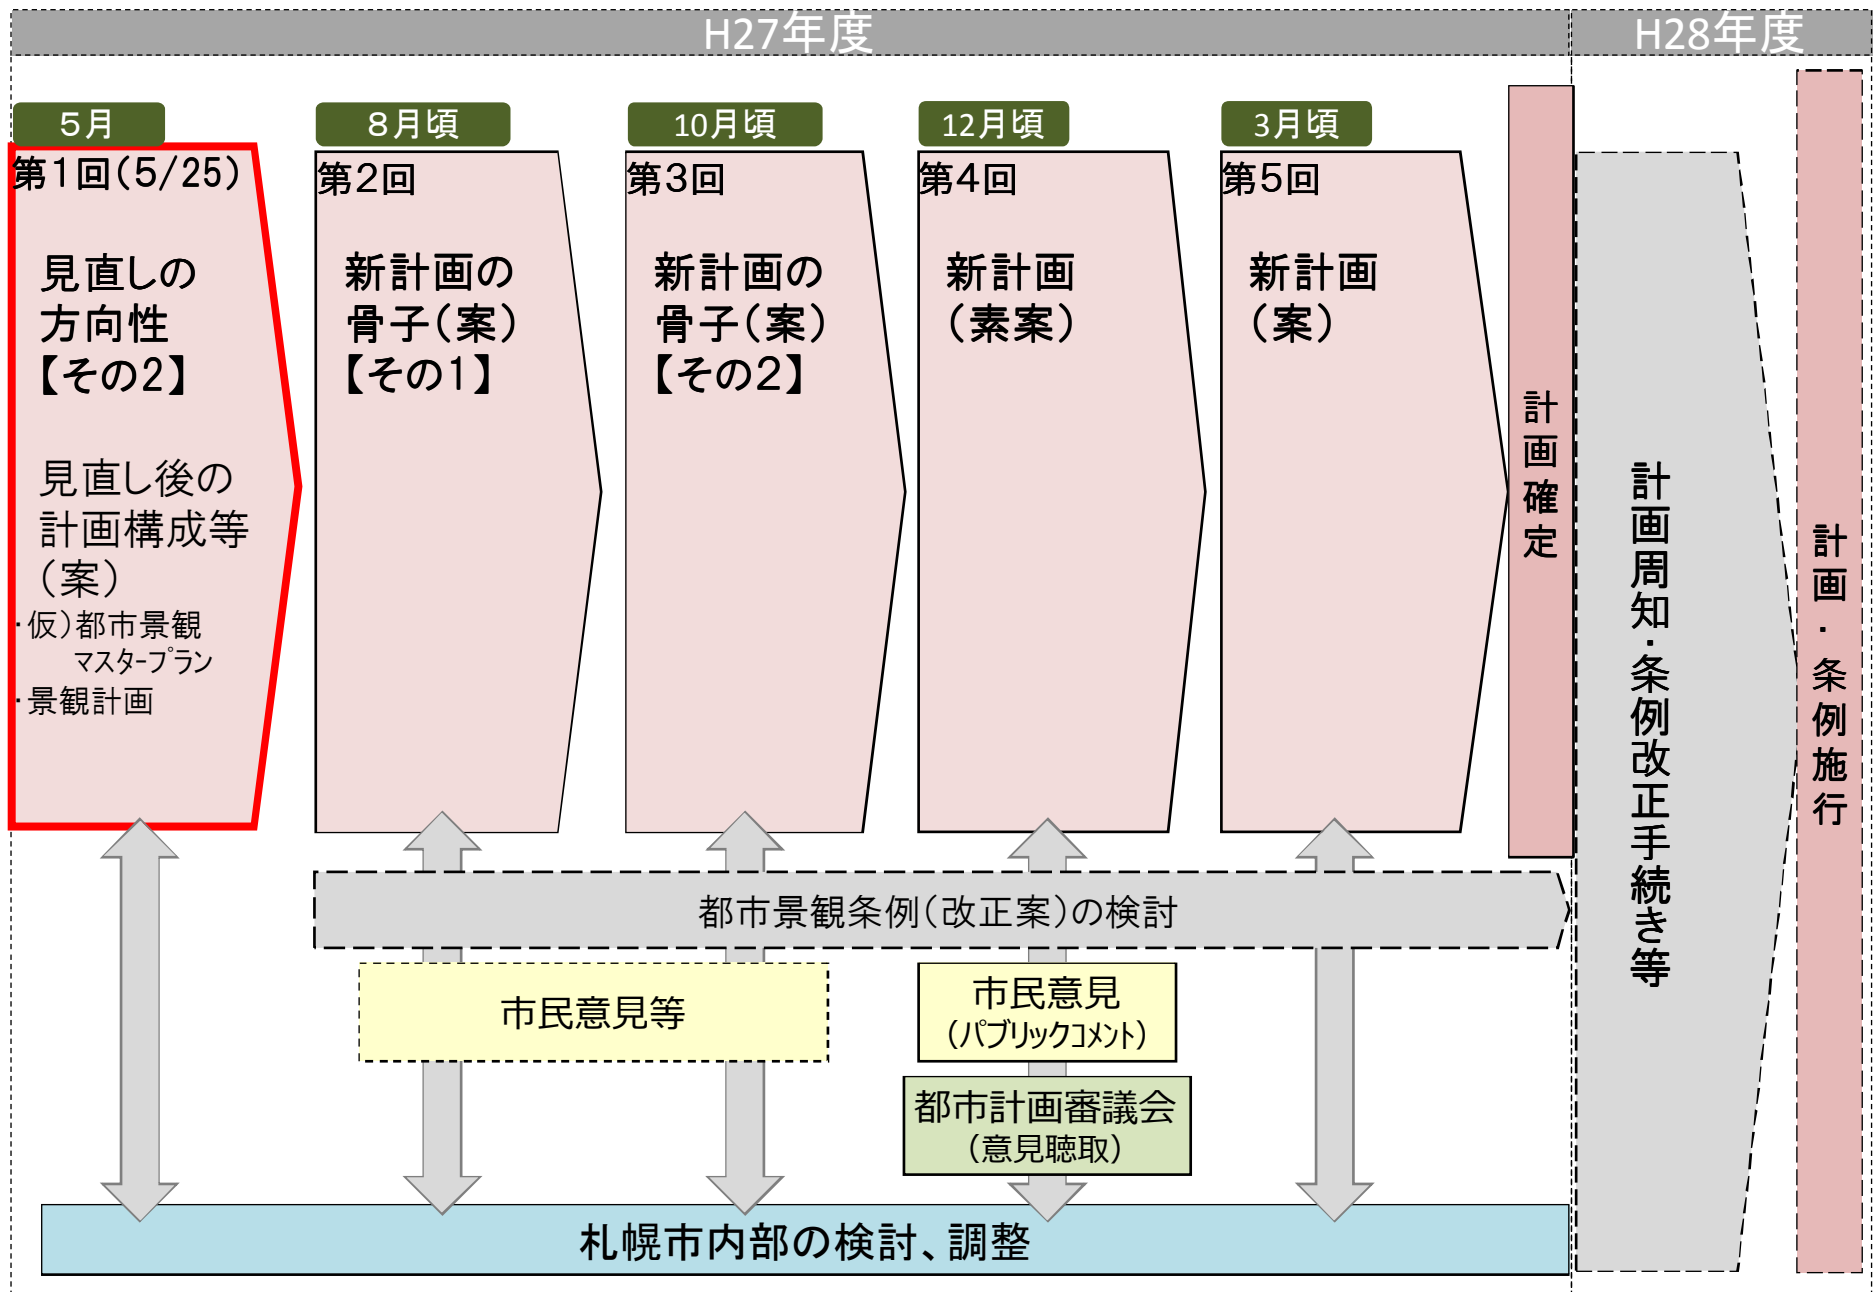 H27年度
H28年度
５月
第１回（５/２５）
見直しの
方向性
【その２】
見直し後の
計画構成等
（案）
・仮）都市景観
マスタープラン
・景観計画
８月頃
第２回
新計画の
骨子（案）
【その１】
10月頃
第３回
新計画の
骨子（案）
【その２】
12月頃
第４回
新計画
（素案）
3月頃
第５回
新計画
（案）
計画確定
計画周知・条例改正手続き等
計画・条例施行
都市景観条例（改正案）の検討
市民意見等
市民意見
（パブリックコメント）
都市計画審議会
（意見聴取）
札幌市内部の検討、調整